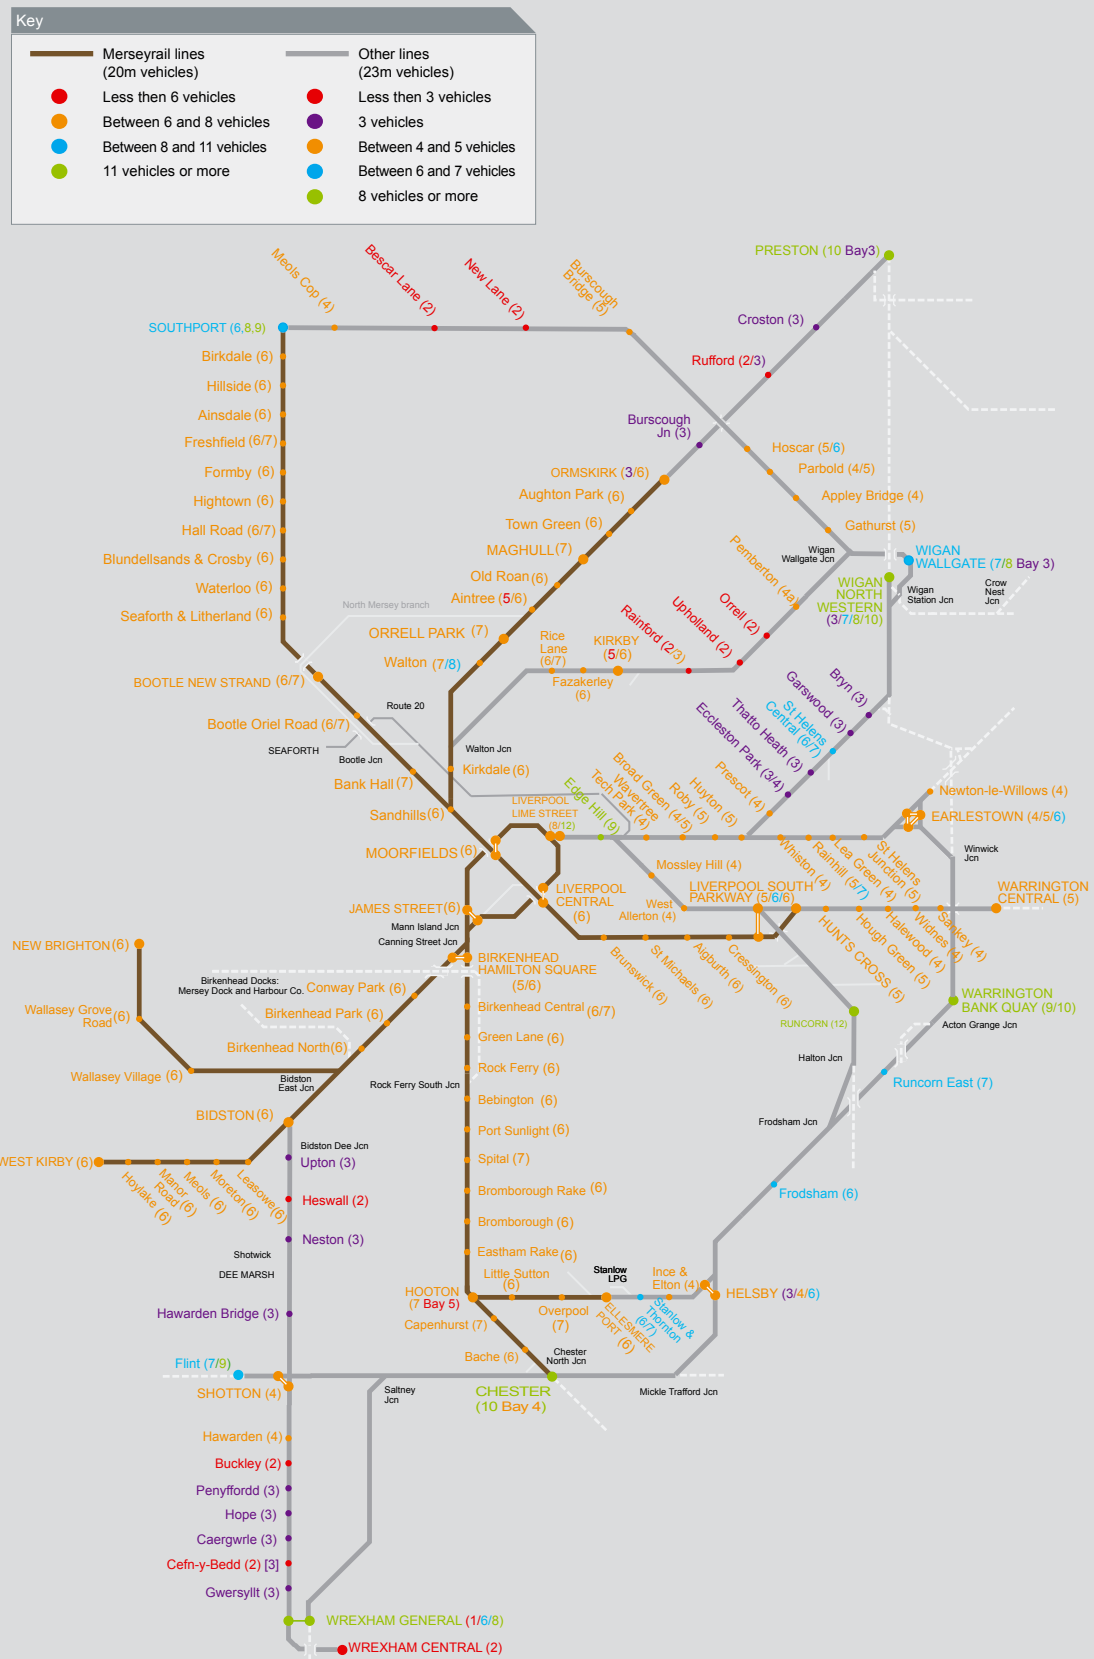 Key
Merseyrail lines
(20m vehicles)
Less then 6 vehicles
Between 6 and 8 vehicles
Between 8 and 11 vehicles
11 vehicles or more
Other lines
(23m vehicles)
Less then 3 vehicles
3 vehicles
Between 4 and 5 vehicles
Between 6 and 7 vehicles
8 vehicles or more
PRESTON (10 Bay3)
Meols Cop (4)
Bescar Lane (2)
New Lane (2)
Burscough
Bridge (5)
SOUTHPORT (6,8,9)
Croston (3)
Birkdale (6)
Rufford (2/3)
Hillside (6)
Ainsdale (6)
Burscough
Jn (3)
Freshfield (6/7)
Hoscar (5/6)
Formby (6)
ORMSKIRK (3/6)
Parbold (4/5)
Aughton Park (6)
Hightown (6)
Appley Bridge (4)
Town Green (6)
Hall Road (6/7)
Gathurst (5)
MAGHULL (7)
Blundellsands & Crosby (6)
Wigan
Wallgate Jcn
WIGAN
WALLGATE (7/8 Bay 3)
Pemberton (4a)
Old Roan (6)
Waterloo (6)
WIGAN
NORTH
WESTERN
(3/7/8/10)
Wigan
Station Jcn
Crow
Nest
Jcn
Aintree (5/6)
North Mersey branch
Seaforth & Litherland (6)
ORRELL PARK (7)
Rice
Lane
(6/7)
KIRKBY
(5/6)
Rainford (2/3)
Upholland (2)
Orrell (2)
Walton (7/8)
Fazakerley
(6)
BOOTLE NEW STRAND (6/7)
Bryn (3)
Garswood (3)
St Helens
Central (6/7)
Thatto Heath (3)
Eccleston Park (3/4)
Route 20
Bootle Oriel Road (6/7)
SEAFORTH
Bootle Jcn
Walton Jcn
Kirkdale (6)
Bank Hall (7)
Sandhills (6)
LIVERPOOL
LIME STREET
(8/12)
Edge Hill (9)
Wavertree
Tech Park (4)
Broad Green (4/5)
Roby (5)
Huyton (5)
Prescot (4)
Newton-le-Willows (4)
EARLESTOWN (4/5/6)
MOORFIELDS (6)
Whiston (4)
Rainhill (5/7)
Lea Green (4)
St Helens
Junction (5)
Winwick
Jcn
Mossley Hill (4)
LIVERPOOL
CENTRAL
(6)
West
Allerton (4)
LIVERPOOL SOUTH
PARKWAY (5/6/6)
WARRINGTON
CENTRAL (5)
JAMES STREET (6)
Mann Island Jcn
Canning Street Jcn
HUNTS CROSS (5)
Hough Green (5)
Halewood (4)
Widnes (4)
Sankey (4)
Brunswick (6)
St Michaels (6)
Aigburth (6)
Cressington (6)
NEW BRIGHTON (6)
BIRKENHEAD
HAMILTON SQUARE
(5/6)
Birkenhead Docks:
Mersey Dock and Harbour Co.
Conway Park (6)
WARRINGTON
BANK QUAY (9/10)
Wallasey Grove
Road (6)
Birkenhead Park (6)
Birkenhead Central (6/7)
RUNCORN (12)
Acton Grange Jcn
Birkenhead North(6)
Green Lane (6)
Halton Jcn
Wallasey Village (6)
Bidston
East Jcn
Rock Ferry South Jcn
Rock Ferry (6)
Runcorn East (7)
Bebington (6)
BIDSTON (6)
Frodsham Jcn
Port Sunlight (6)
Bidston Dee Jcn
WEST KIRBY (6)
Upton (3)
Spital (7)
Hoylake (6)
Manor
Road (6)
Meols (6)
Moreton(6)
Leasowe(6)
Heswall (2)
Bromborough Rake (6)
Frodsham (6)
Bromborough (6)
Neston (3)
Shotwick
Eastham Rake (6)
DEE MARSH
Little Sutton
(6)
Stanlow
LPG
Ince &
Elton (4)
HOOTON
(7 Bay 5)
HELSBY (3/4/6)
Hawarden Bridge (3)
Overpool
(7)
ELLESMERE
PORT (6)
Stanlow &
Thornton
(6/7)
Capenhurst (7)
Bache (6)
Chester
North Jcn
Flint (7/9)
SHOTTON (4)
Saltney
Jcn
CHESTER
(10 Bay 4)
Mickle Trafford Jcn
Hawarden (4)
Buckley (2)
Penyffordd (3)
Hope (3)
Caergwrle (3)
Cefn-y-Bedd (2) [3]
Gwersyllt (3)
WREXHAM GENERAL (1/6/8)
WREXHAM CENTRAL (2)